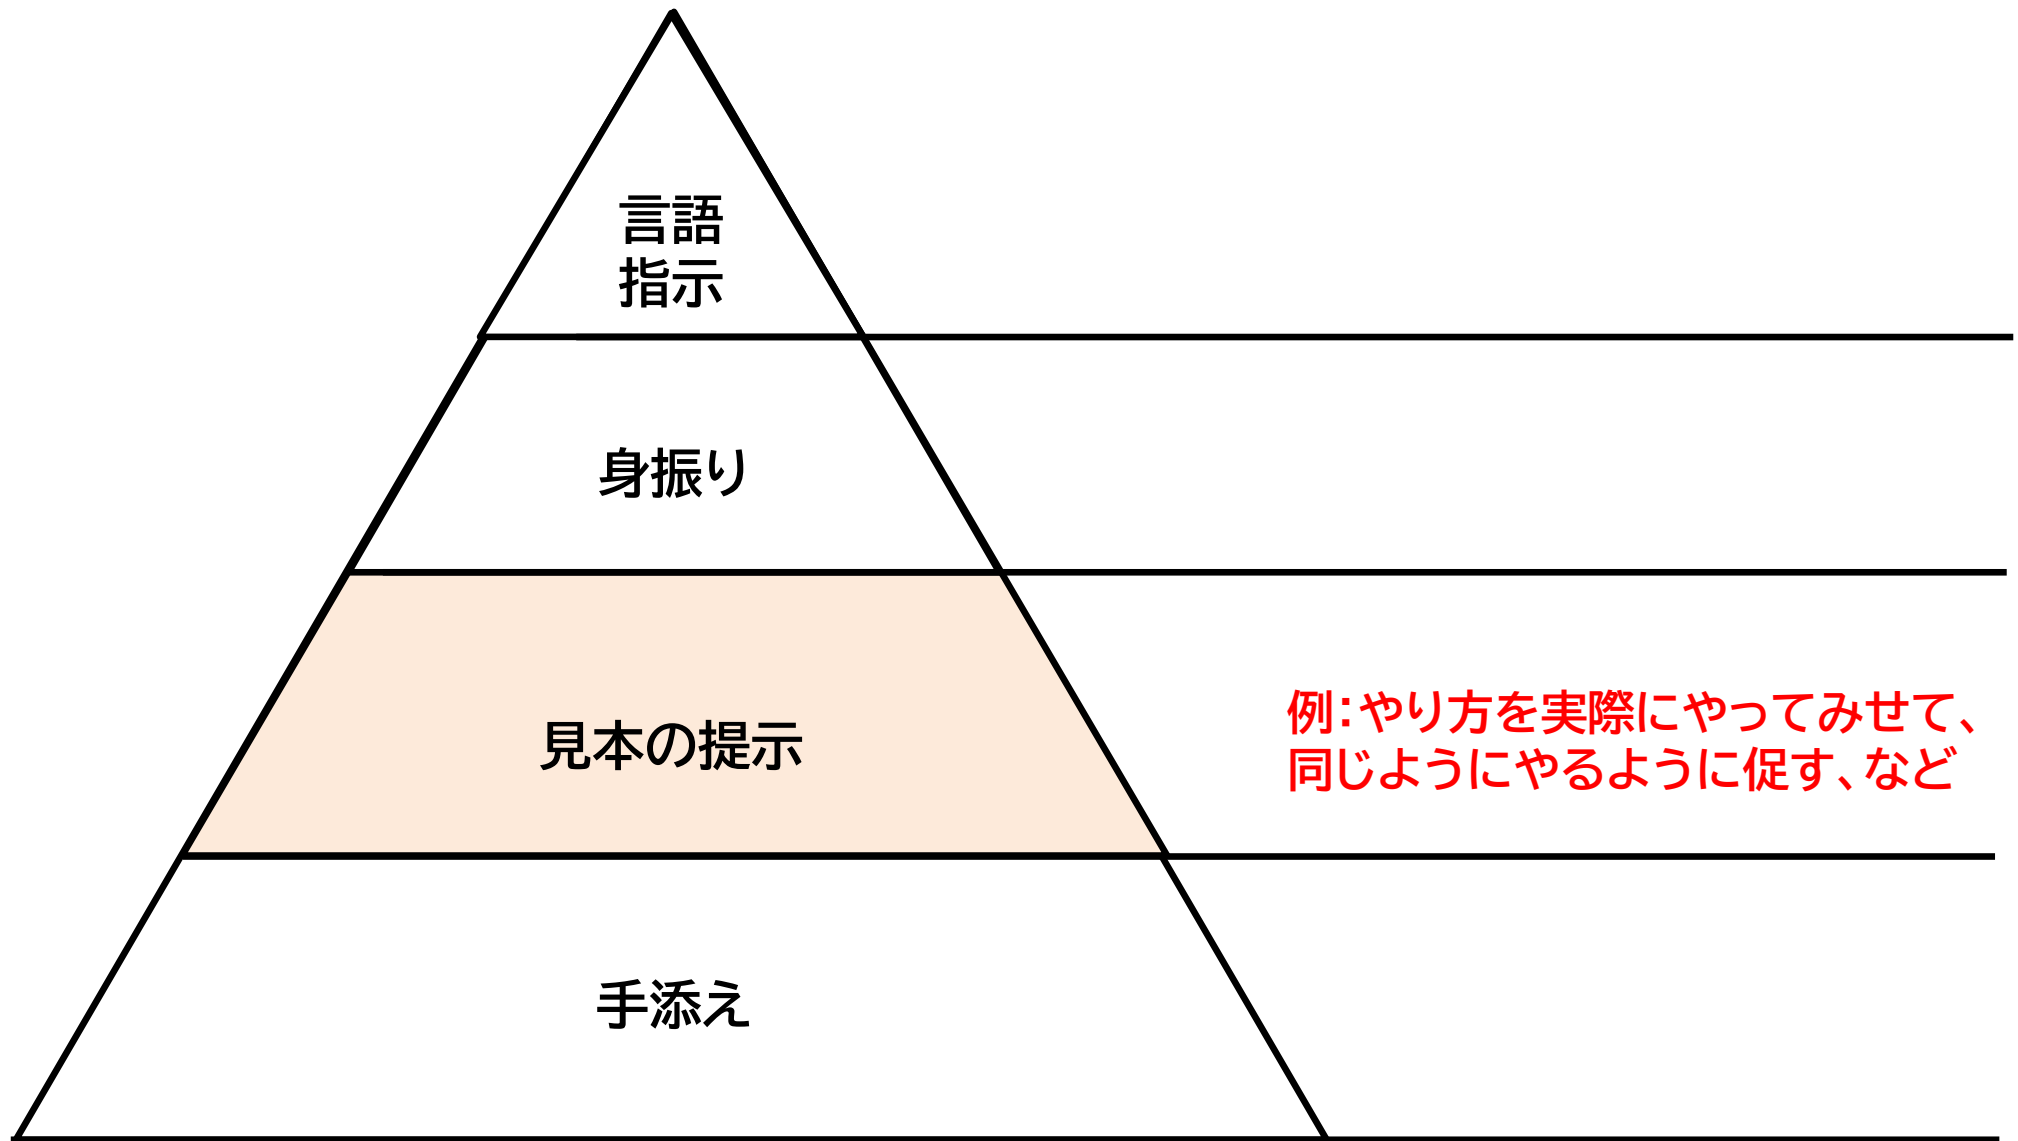 言語
指示
身振り
見本の提示
例：やり方を実際にやってみせて、
同じようにやるように促す、など
手添え